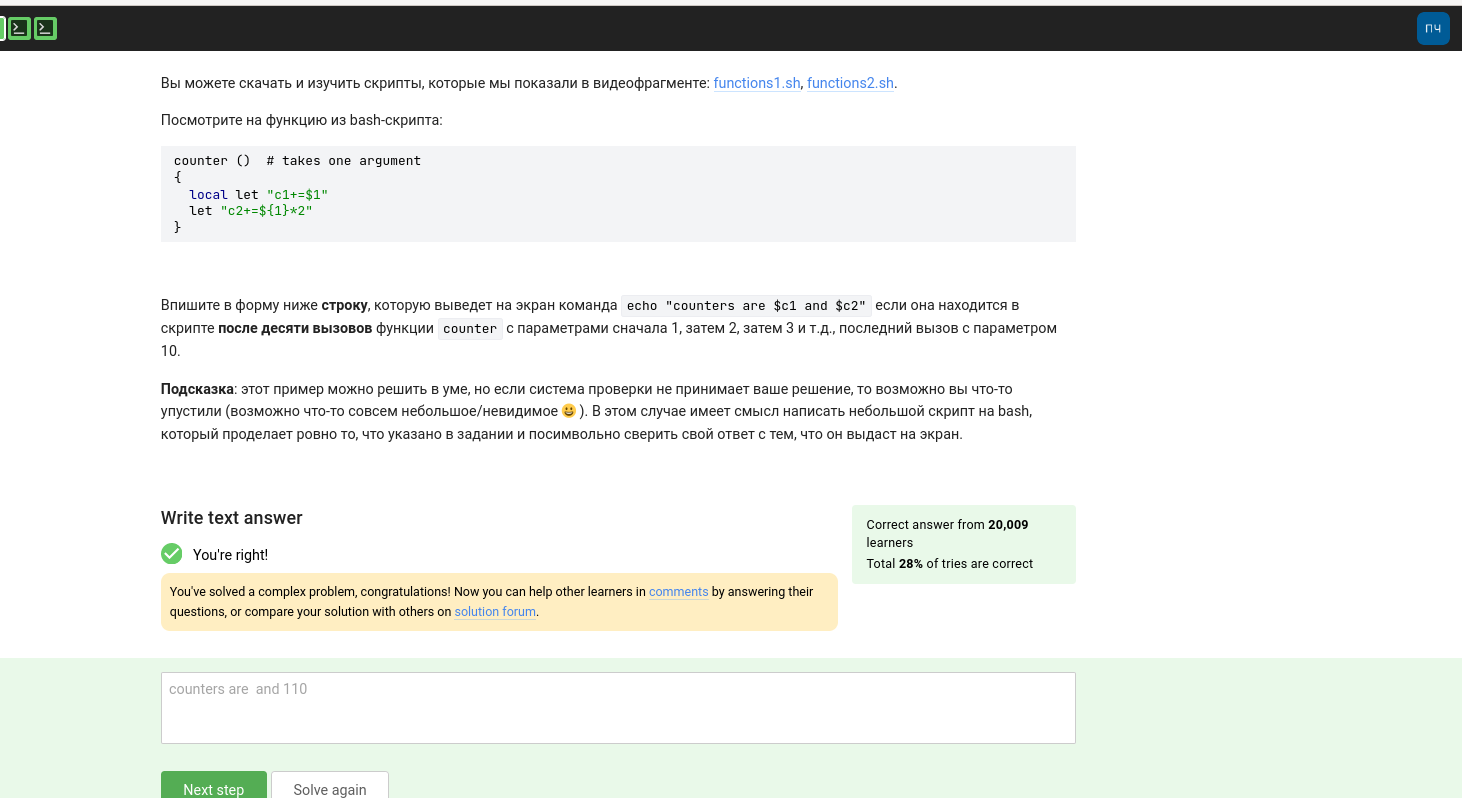 ПЧ
Вы можете скачать и изучить скрипты, которые мы показали в видеофрагменте: functions1.sh, functions2.sh.
Посмотрите на функцию из bash-скрипта:
counter ()  # takes one argument
{
  local let "c1+=$1"
  let "c2+=${1}*2"
}
Впишите в форму ниже строку, которую выведет на экран команда echo "counters are $c1 and $c2" если она находится в
скрипте после десяти вызовов функции counter с параметрами сначала 1, затем 2, затем 3 и т.д., последний вызов с параметром
10.
Подсказка: этот пример можно решить в уме, но если система проверки не принимает ваше решение, то возможно вы что-то
упустили (возможно что-то совсем небольшое/невидимое 😃 ). В этом случае имеет смысл написать небольшой скрипт на bash,
который проделает ровно то, что указано в задании и посимвольно сверить свой ответ с тем, что он выдаст на экран.
Write text answer
You're right!
You've solved a complex problem, congratulations! Now you can help other learners in comments by answering their
questions, or compare your solution with others on solution forum.
Correct answer from 20,009
learners
Total 28% of tries are correct
counters are  and 110
Next step
Solve again